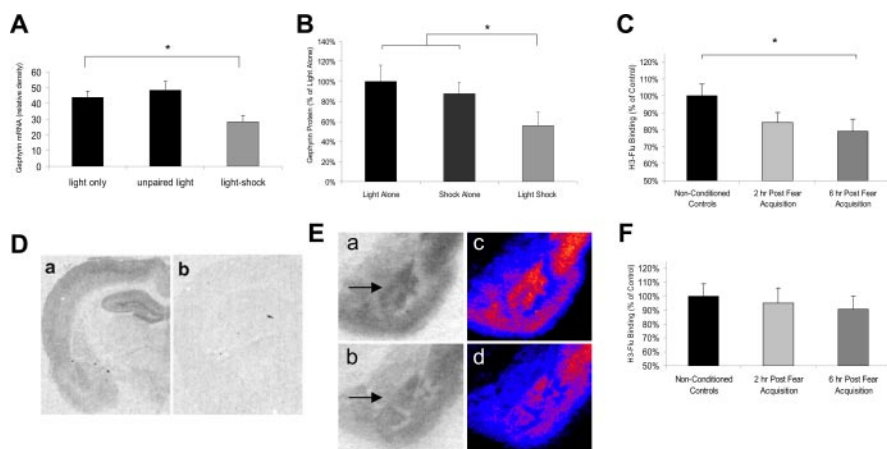 A
*
Gephyrin mRNA (relative density)
60
50
40
30
20
10
0
light only unpaired light light-shock
B
*
Gephyrin Protein (% of Light Alone)
140%
120%
100%
80%
60%
40%
20%
0%
Light Alone Shock Alone Light Shock
C
*
H3-Flu Binding (% of Control)
120%
110%
100%
90%
80%
70%
60%
50%
Non-Conditioned Controls
2 hr Post Fear Acquisition
6 hr Post Fear Acquisition
D
a b
E
a c
b d
F
H3-Flu Binding (% of Control)
120%
110%
100%
90%
80%
70%
60%
50%
Non-Conditioned Controls
2 hr Post Fear Acquisition
6 hr Post Fear Acquisition